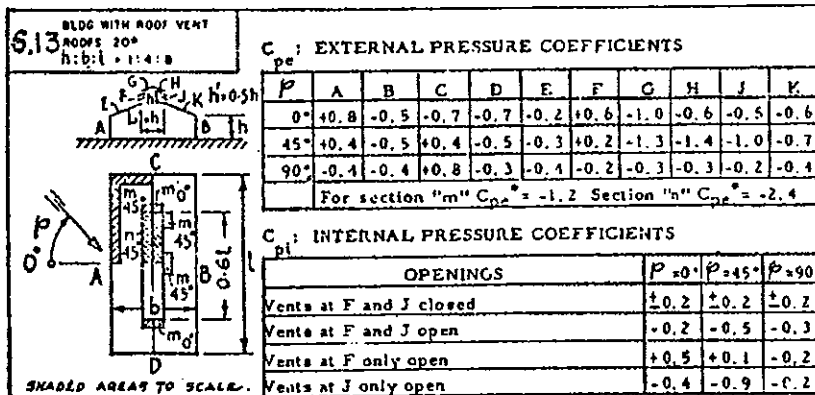 5.13 BLDG WITH ROOF VENT
ROOFS 20°
h:b:l = 1:4:8
G H
F h' J h'=0.5h
E K
A L h B h
C
m m'0°
45° m
n 45°
45° m
45°
φ
0° A B 0.6l l
b
m0°
D
SHADED AREAS TO SCALE.
Cpe: EXTERNAL PRESSURE COEFFICIENTS
φ A B C D E F G H J K
0° +0.8 -0.5 -0.7 -0.7 -0.2 +0.6 -1.0 -0.6 -0.5 -0.6
45° +0.4 -0.5 +0.4 -0.5 -0.3 +0.2 -1.3 -1.4 -1.0 -0.7
90° -0.4 -0.4 +0.8 -0.3 -0.1 -0.2 -0.3 -0.3 -0.2 -0.4
For section "m" Cpe* = -1.2 Section "n" Cpe* = -2.4
Cpi: INTERNAL PRESSURE COEFFICIENTS
OPENINGS φ=0° φ=45° φ=90
Vents at F and J closed ±0.2 ±0.2 ±0.2
Vents at F and J open -0.2 -0.5 -0.3
Vents at F only open +0.5 +0.1 -0.2
Vents at J only open -0.4 -0.9 -0.2